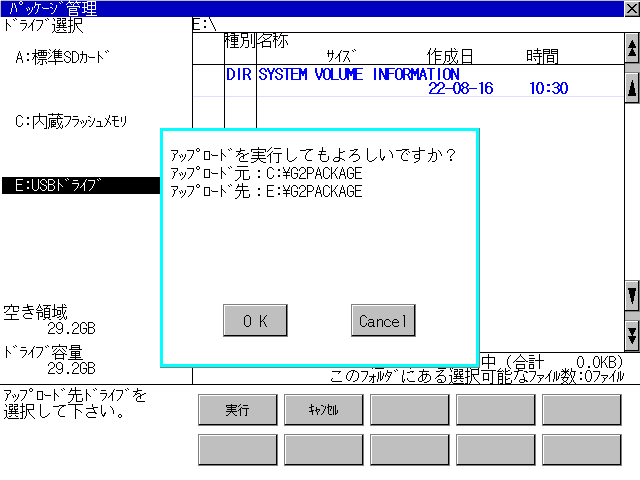 ﾊﾟｯｹｰｼﾞ管理
ﾄﾞﾗｲﾌﾞ選択
E:\
種別 名称
ｻｲｽﾞ 作成日 時間
A:標準SDｶｰﾄﾞ
DIR SYSTEM VOLUME INFORMATION
22-08-16 10:30
C:内蔵ﾌﾗｯｼｭﾒﾓﾘ
E:USBﾄﾞﾗｲﾌﾞ
ｱｯﾌﾟﾛｰﾄﾞを実行してもよろしいですか？
ｱｯﾌﾟﾛｰﾄﾞ元：C:¥G2PACKAGE
ｱｯﾌﾟﾛｰﾄﾞ先：E:¥G2PACKAGE
OK
Cancel
空き領域
29.2GB
ﾄﾞﾗｲﾌﾞ容量
29.2GB
中 (合計 0.0KB)
このﾌｫﾙﾀﾞにある選択可能なﾌｧｲﾙ数:0ﾌｧｲﾙ
ｱｯﾌﾟﾛｰﾄﾞ先ﾄﾞﾗｲﾌﾞを
選択して下さい。
実行
ｷｬﾝｾﾙ